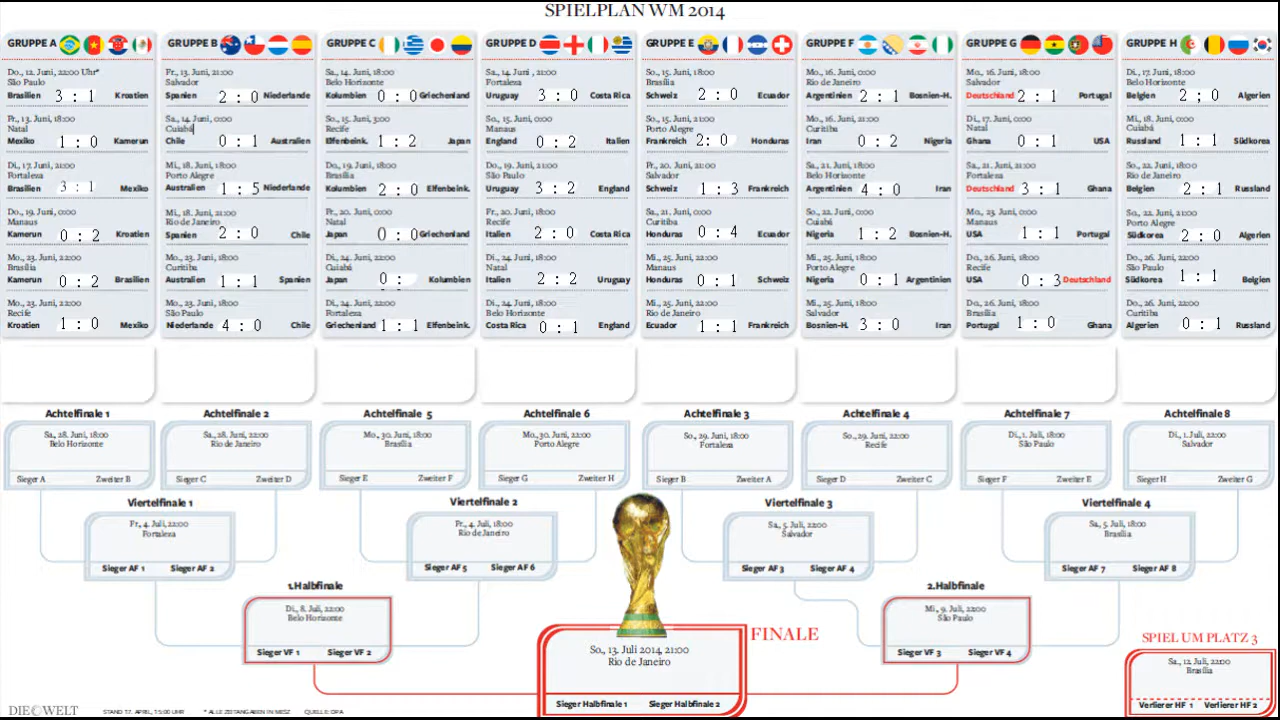 SPIELPLAN WM 2014
GRUPPE A
Do., 12. Juni, 22:00 Uhr*
São Paulo
Brasilien 3 : 1 Kroatien
Fr., 13. Juni, 18:00
Natal
Mexiko 1 : 0 Kamerun
Di., 17. Juni, 21:00
Fortaleza
Brasilien 3 : 1 Mexiko
Do., 19. Juni, 0:00
Manaus
Kamerun 0 : 2 Kroatien
Mo., 23. Juni, 22:00
Brasília
Kamerun 0 : 2 Brasilien
Mo., 23. Juni, 22:00
Recife
Kroatien 1 : 0 Mexiko
GRUPPE B
Fr., 13. Juni, 21:00
Salvador
Spanien 2 : 0 Niederlande
Sa., 14. Juni, 0:00
Cuiabá
Chile 0 : 1 Australien
Mi., 18. Juni, 18:00
Porto Alegre
Australien 1 : 5 Niederlande
Mi., 18. Juni, 21:00
Rio de Janeiro
Spanien 2 : 0 Chile
Mo., 23. Juni, 18:00
Curitiba
Australien 1 : 1 Spanien
Mo., 23. Juni, 18:00
São Paulo
Niederlande 4 : 0 Chile
GRUPPE C
Sa., 14. Juni, 18:00
Belo Horizonte
Kolumbien 0 : 0 Griechenland
So., 15. Juni, 3:00
Recife
Elfenbeink. 1 : 2 Japan
Do., 19. Juni, 18:00
Brasília
Kolumbien 2 : 0 Elfenbeink.
Fr., 20. Juni, 0:00
Natal
Japan 0 : 0 Griechenland
Di., 24. Juni, 22:00
Cuiabá
Japan 0 : Kolumbien
Di., 24. Juni, 22:00
Fortaleza
Griechenland 1 : 1 Elfenbeink.
GRUPPE D
Sa., 14. Juni , 21:00
Fortaleza
Uruguay 3 : 0 Costa Rica
So., 15. Juni, 0:00
Manaus
England 0 : 2 Italien
Do., 19. Juni, 21:00
São Paulo
Uruguay 3 : 2 England
Fr., 20. Juni, 18:00
Recife
Italien 2 : 0 Costa Rica
Di., 24. Juni, 18:00
Natal
Italien 2 : 2 Uruguay
Di., 24. Juni, 18:00
Belo Horizonte
Costa Rica 0 : 1 England
GRUPPE E
So., 15. Juni, 18:00
Brasília
Schweiz 2 : 0 Ecuador
So., 15. Juni, 21:00
Porto Alegre
Frankreich 2 : 0 Honduras
Fr., 20. Juni, 21:00
Salvador
Schweiz 1 : 3 Frankreich
Sa., 21. Juni, 0:00
Curitiba
Honduras 0 : 4 Ecuador
Mi., 25. Juni, 22:00
Manaus
Honduras 0 : 1 Schweiz
Mi., 25. Juni, 22:00
Rio de Janeiro
Ecuador 1 : 1 Frankreich
GRUPPE F
Mo., 16. Juni, 0:00
Rio de Janeiro
Argentinien 2 : 1 Bosnien-H.
Mo., 16. Juni, 21:00
Curitiba
Iran 0 : 2 Nigeria
Sa., 21. Juni, 18:00
Belo Horizonte
Argentinien 4 : 0 Iran
So., 22. Juni, 0:00
Cuiabá
Nigeria 1 : 2 Bosnien-H.
Mi., 25. Juni, 18:00
Porto Alegre
Nigeria 0 : 1 Argentinien
Mi., 25. Juni, 18:00
Salvador
Bosnien-H. 3 : 0 Iran
GRUPPE G
Mo., 16. Juni, 18:00
Salvador
Deutschland 2 : 1 Portugal
Di., 17. Juni, 0:00
Natal
Ghana 0 : 1 USA
Sa., 21. Juni, 21:00
Fortaleza
Deutschland 3 : 1 Ghana
Mo., 23. Juni, 0:00
Manaus
USA 1 : 1 Portugal
Do., 26. Juni, 18:00
Recife
USA 0 : 3 Deutschland
Do., 26. Juni, 18:00
Brasília
Portugal 1 : 0 Ghana
GRUPPE H
Di., 17. Juni, 18:00
Belo Horizonte
Belgien 2 ; 0 Algerien
Mi., 18. Juni, 0:00
Cuiabá
Russland 1 : 1 Südkorea
So., 22. Juni, 18:00
Rio de Janeiro
Belgien 2 : 1 Russland
So., 22. Juni, 21:00
Porto Alegre
Südkorea 2 : 0 Algerien
Do., 26. Juni, 22:00
São Paulo
Südkorea 1 : 1 Belgien
Do., 26. Juni, 22:00
Curitiba
Algerien 0 : 1 Russland
Achtelfinale 1
Sa., 28. Juni, 18:00
Belo Horizonte
Sieger A Zweiter B
Achtelfinale 2
Sa., 28. Juni, 22:00
Rio de Janeiro
Sieger C Zweiter D
Achtelfinale 5
Mo., 30. Juni, 18:00
Brasília
Sieger E Zweiter F
Achtelfinale 6
Mo., 30. Juni, 22:00
Porto Alegre
Sieger G Zweiter H
Achtelfinale 3
So., 29. Juni, 18:00
Fortaleza
Sieger B Zweiter A
Achtelfinale 4
So., 29. Juni, 22:00
Recife
Sieger D Zweiter C
Achtelfinale 7
Di., 1. Juli, 18:00
São Paulo
Sieger F Zweiter E
Achtelfinale 8
Di., 1. Juli, 22:00
Salvador
Sieger H Zweiter G
Viertelfinale 1
Fr., 4. Juli, 22:00
Fortaleza
Sieger AF 1 Sieger AF 2
Viertelfinale 2
Fr., 4. Juli, 18:00
Rio de Janeiro
Sieger AF 5 Sieger AF 6
Viertelfinale 3
Sa., 5. Juli, 22:00
Salvador
Sieger AF 3 Sieger AF 4
Viertelfinale 4
Sa., 5. Juli, 18:00
Brasília
Sieger AF 7 Sieger AF 8
1.Halbfinale
Di., 8. Juli, 22:00
Belo Horizonte
Sieger VF 1 Sieger VF 2
2.Halbfinale
Mi., 9. Juli, 22:00
São Paulo
Sieger VF 3 Sieger VF 4
FINALE
So., 13. Juli 2014, 21:00
Rio de Janeiro
Sieger Halbfinale 1 Sieger Halbfinale 2
SPIEL UM PLATZ 3
Sa., 12. Juli, 22:00
Brasília
Verlierer HF 1 Verlierer HF 2
DIE WELT STAND 17. APRIL, 15:00 UHR * ALLE ZEITANGABEN IN MESZ QUELLE: DPA